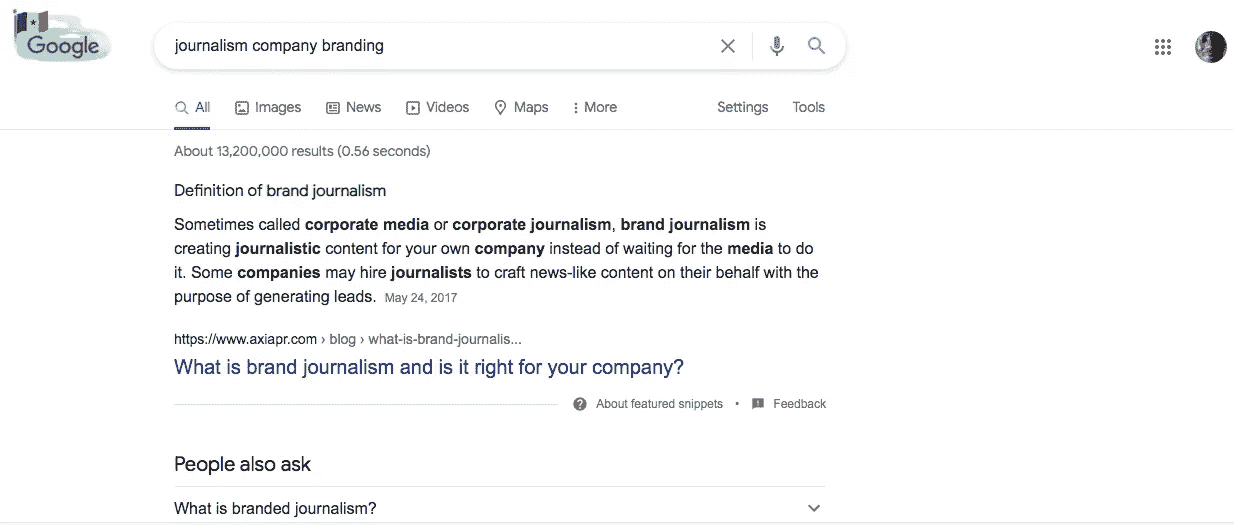 Google
journalism company branding
All Images News Videos Maps More Settings Tools
About 13,200,000 results (0.56 seconds)
Definition of brand journalism
Sometimes called corporate media or corporate journalism, brand journalism is
creating journalistic content for your own company instead of waiting for the media to do
it. Some companies may hire journalists to craft news-like content on their behalf with the
purpose of generating leads. May 24, 2017
https://www.axiapr.com › blog › what-is-brand-journalis...
What is brand journalism and is it right for your company?
About featured snippets • Feedback
People also ask
What is branded journalism?